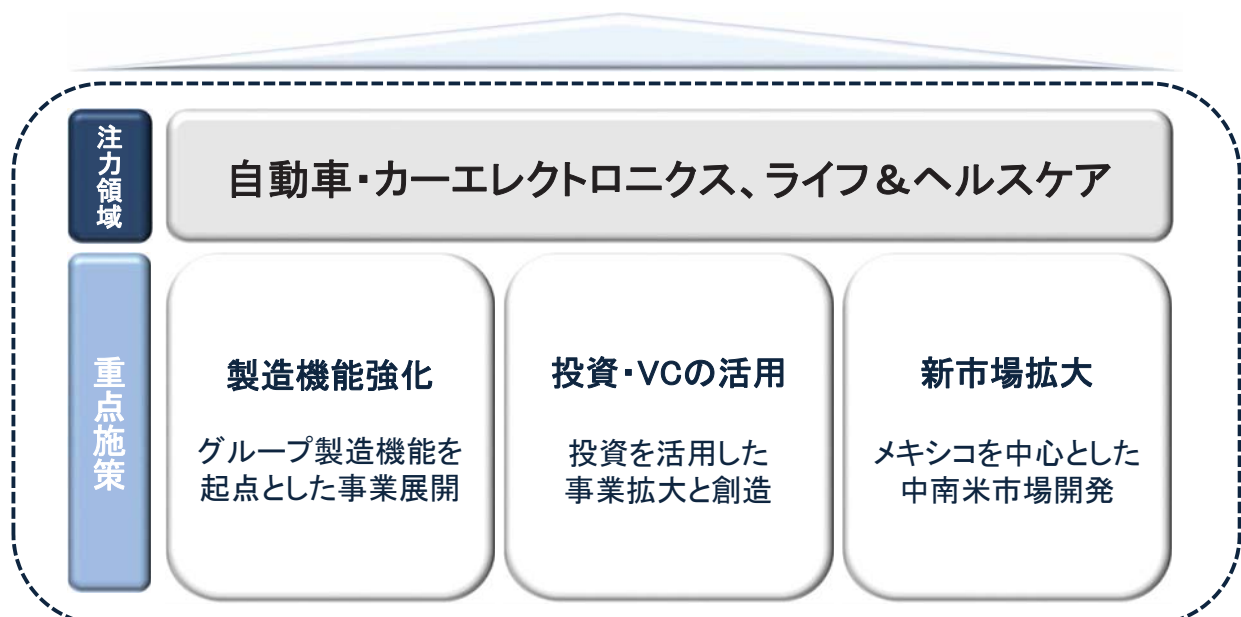 注力領域
自動車・カーエレクトロニクス、ライフ＆ヘルスケア
重点施策
製造機能強化
グループ製造機能を
起点とした事業展開
投資・VCの活用
投資を活用した
事業拡大と創造
新市場拡大
メキシコを中心とした
中南米市場開発